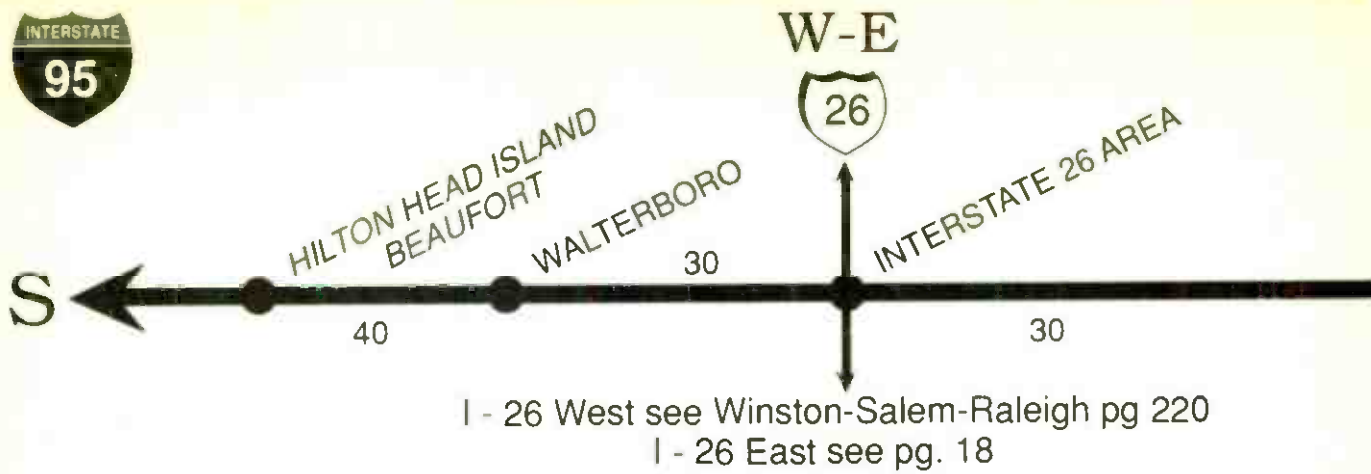 INTERSTATE
95
W-E
26
HILTON HEAD ISLAND
BEAUFORT
WALTERBORO
30
INTERSTATE 26 AREA
S
40
30
I - 26 West see Winston-Salem-Raleigh pg 220
I - 26 East see pg. 18